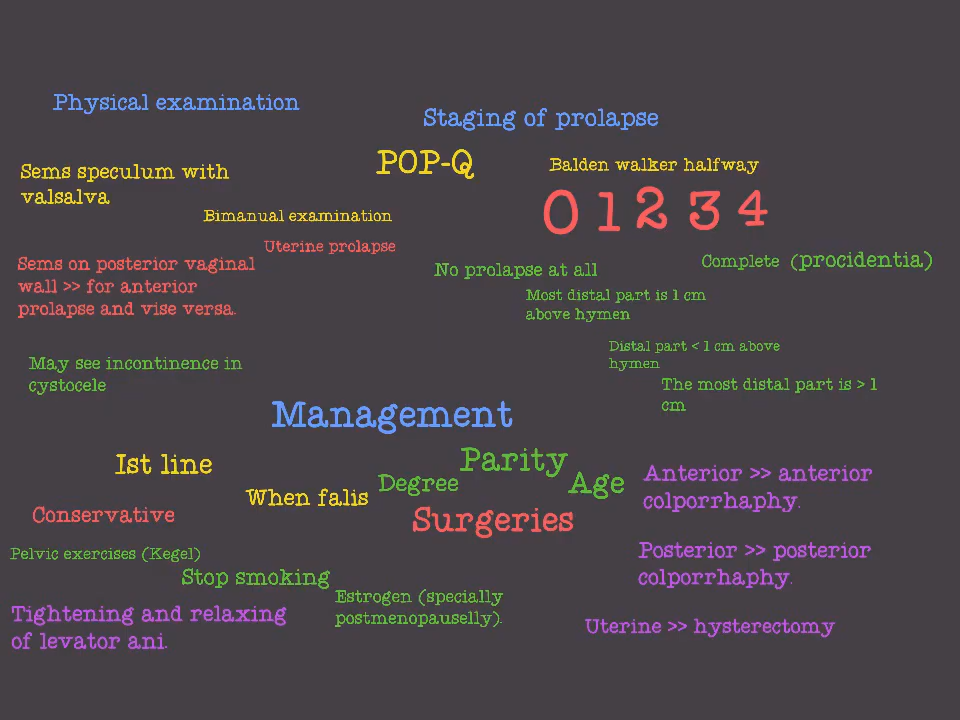 Physical examination
Staging of prolapse
POP-Q
Balden walker halfway
Sems speculum with
valsalva
0 1 2 3 4
Bimanual examination
Uterine prolapse
Sems on posterior vaginal
wall >> for anterior
prolapse and vise versa.
No prolapse at all
Complete (procidentia)
Most distal part is 1 cm
above hymen
Distal part < 1 cm above
hymen
May see incontinence in
cystocele
The most distal part is > 1
cm
Management
Ist line
Parity
When falis
Degree
Age
Anterior >> anterior
colporrhaphy.
Conservative
Surgeries
Pelvic exercises (Kegel)
Posterior >> posterior
colporrhaphy.
Stop smoking
Estrogen (specially
postmenopauselly).
Tightening and relaxing
of levator ani.
Uterine >> hysterectomy